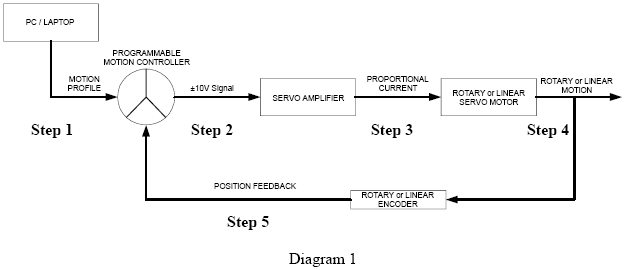 PC / LAPTOP
PROGRAMMABLE
MOTION CONTROLLER
MOTION
PROFILE
±10V Signal
SERVO AMPLIFIER
PROPORTIONAL
CURRENT
ROTARY or LINEAR
SERVO MOTOR
ROTARY or LINEAR
MOTION
Step 1
Step 2
Step 3
Step 4
POSITION FEEDBACK
ROTARY or LINEAR
ENCODER
Step 5
Diagram 1